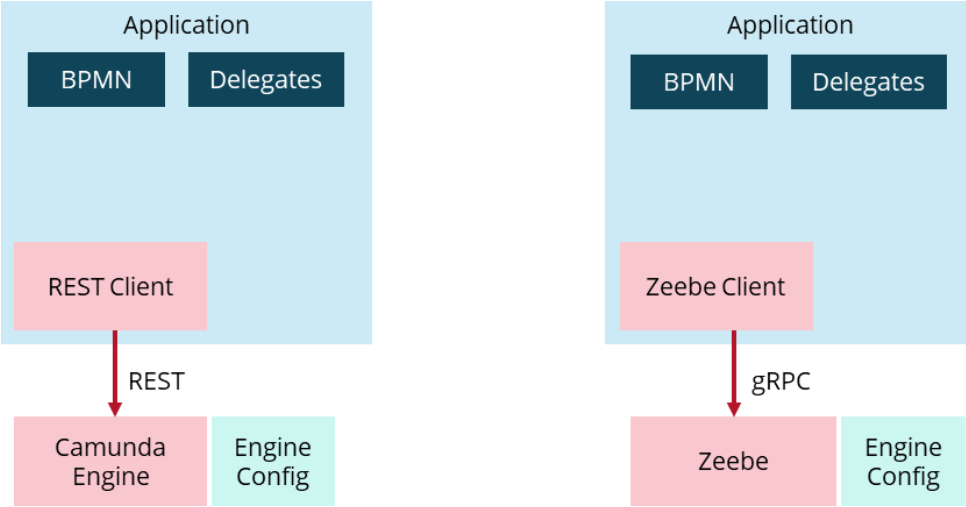 Application
BPMN
Delegates
REST Client
REST
Camunda
Engine
Engine
Config
Application
BPMN
Delegates
Zeebe Client
gRPC
Zeebe
Engine
Config